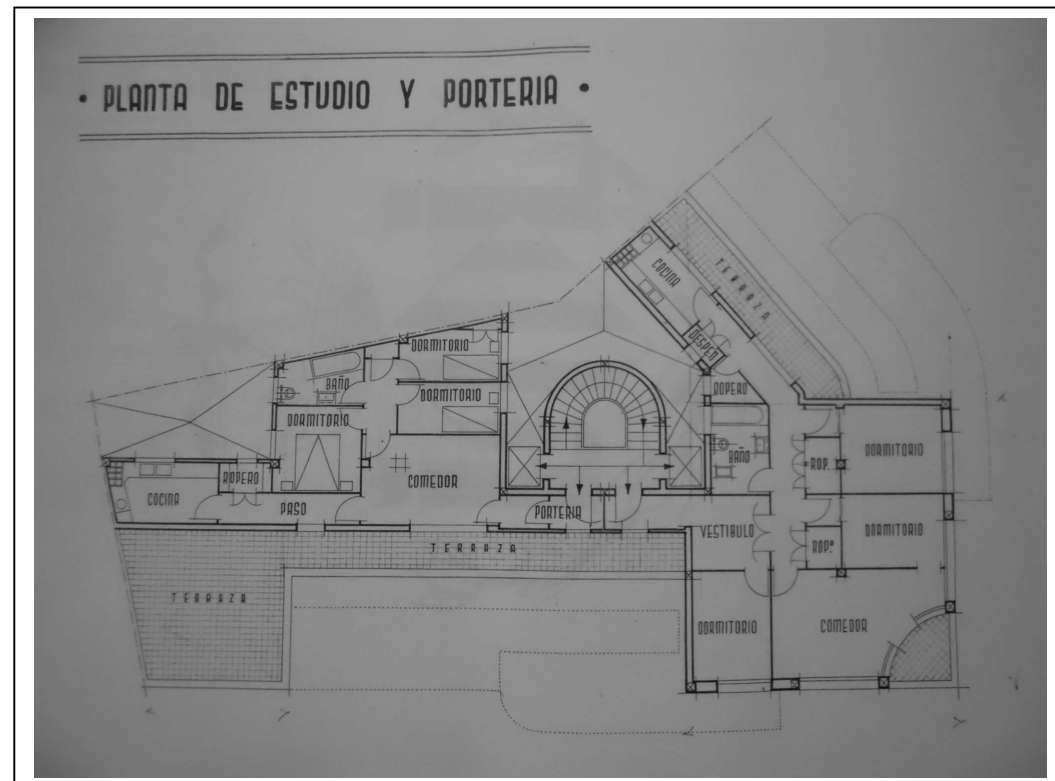 • PLANTA DE ESTUDIO Y PORTERIA •
COCINA
TERRAZA
DESPEN
DORMITORIO
BAÑO
DORMITORIO
ROPERO
DORMITORIO
DORMITORIO
ROP.
BAÑO
COMEDOR
ROPERO
COCINA
PASO
PORTERIA
VESTIBULO
DORMITORIO
ROPº
TERRAZA
TERRAZA
DORMITORIO
COMEDOR